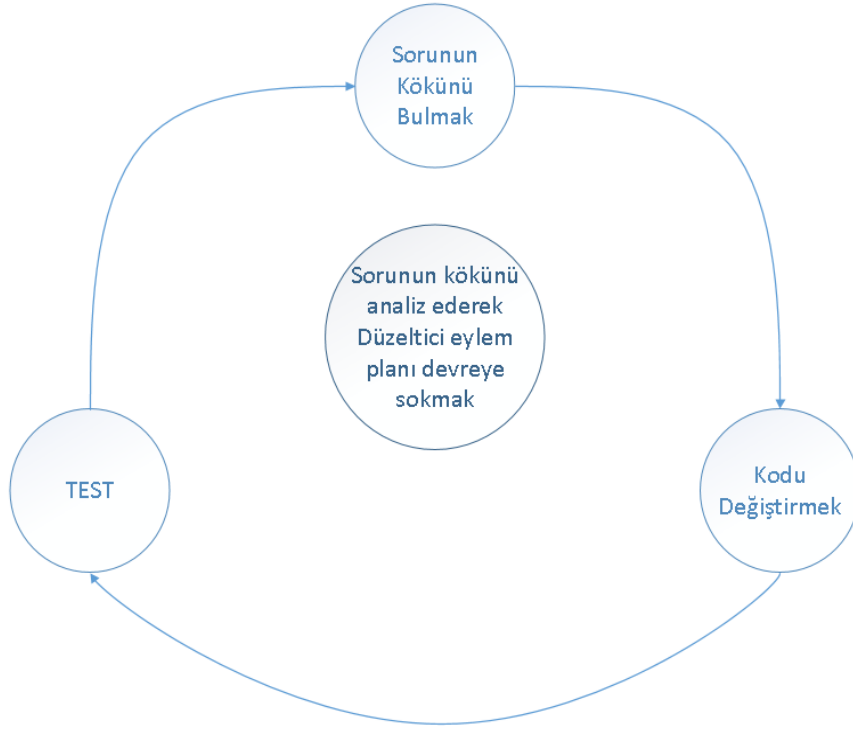 Sorunun
Kökünü
Bulmak
Sorunun kökünü
analiz ederek
Düzeltici eylem
planı devreye
sokmak
TEST
Kodu
Değiştirmek